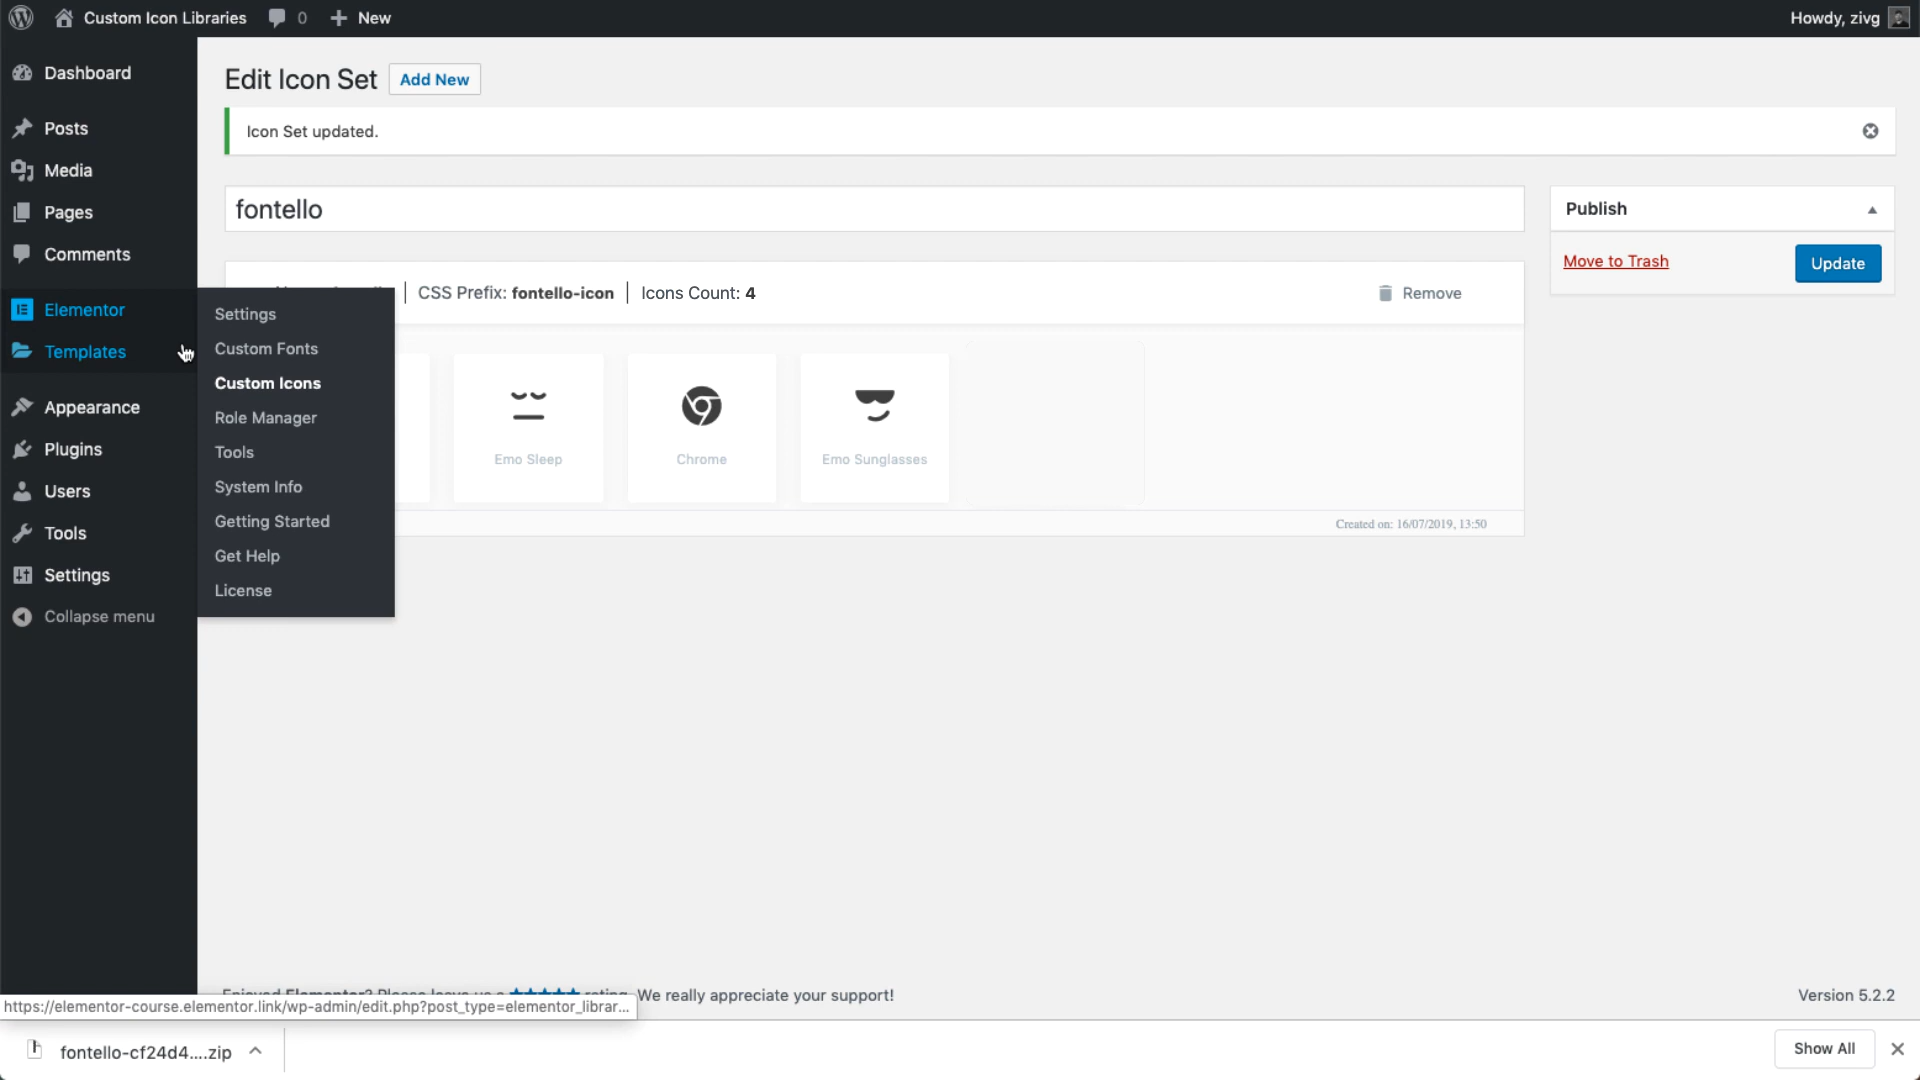 Custom Icon Libraries
0
New
Howdy, zivg
Dashboard
Posts
Media
Pages
Comments
Elementor
Templates
Appearance
Plugins
Users
Tools
Settings
Collapse menu
Settings
Custom Fonts
Custom Icons
Role Manager
Tools
System Info
Getting Started
Get Help
License
Edit Icon Set
Add New
Icon Set updated.
fontello
CSS Prefix: fontello-icon
Icons Count: 4
Remove
Emo Sleep
Chrome
Emo Sunglasses
Created on: 16/07/2019, 13:50
Publish
Move to Trash
Update
We really appreciate your support!
Version 5.2.2
https://elementor-course.elementor.link/wp-admin/edit.php?post_type=elementor_librar...
fontello-cf24d4....zip
Show All